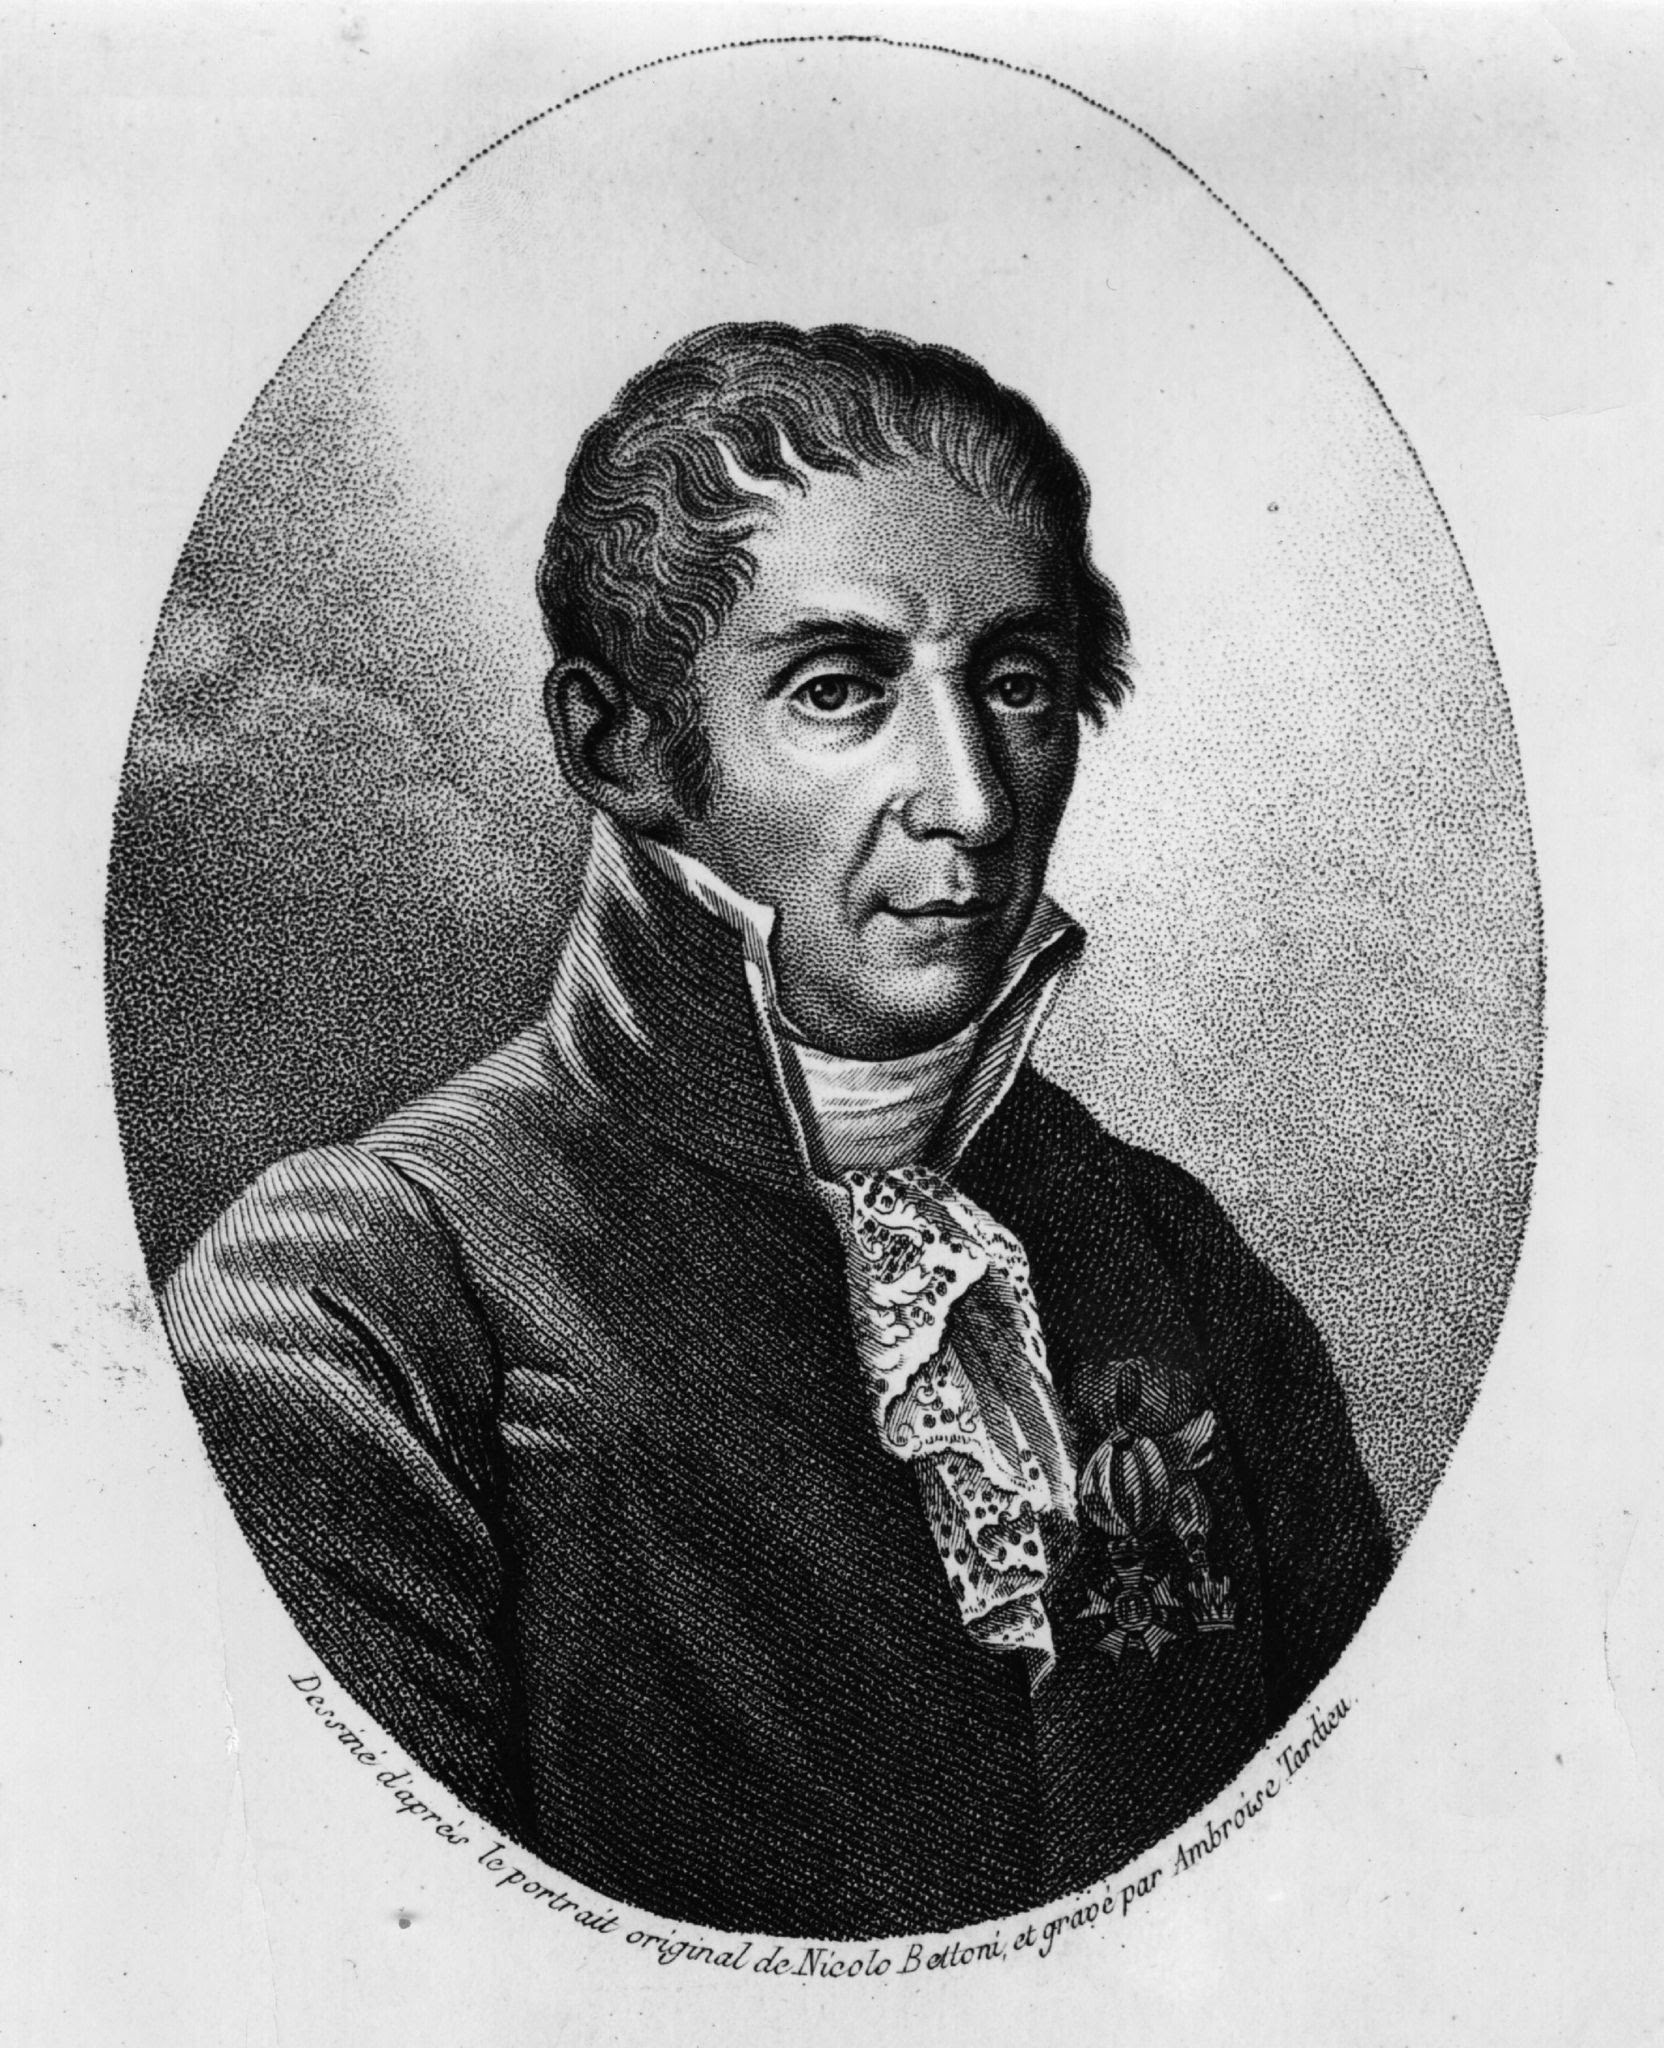 Dessiné d'après le portrait original de Nicolo Bettoni, et gravé par Ambroise Tardieu.